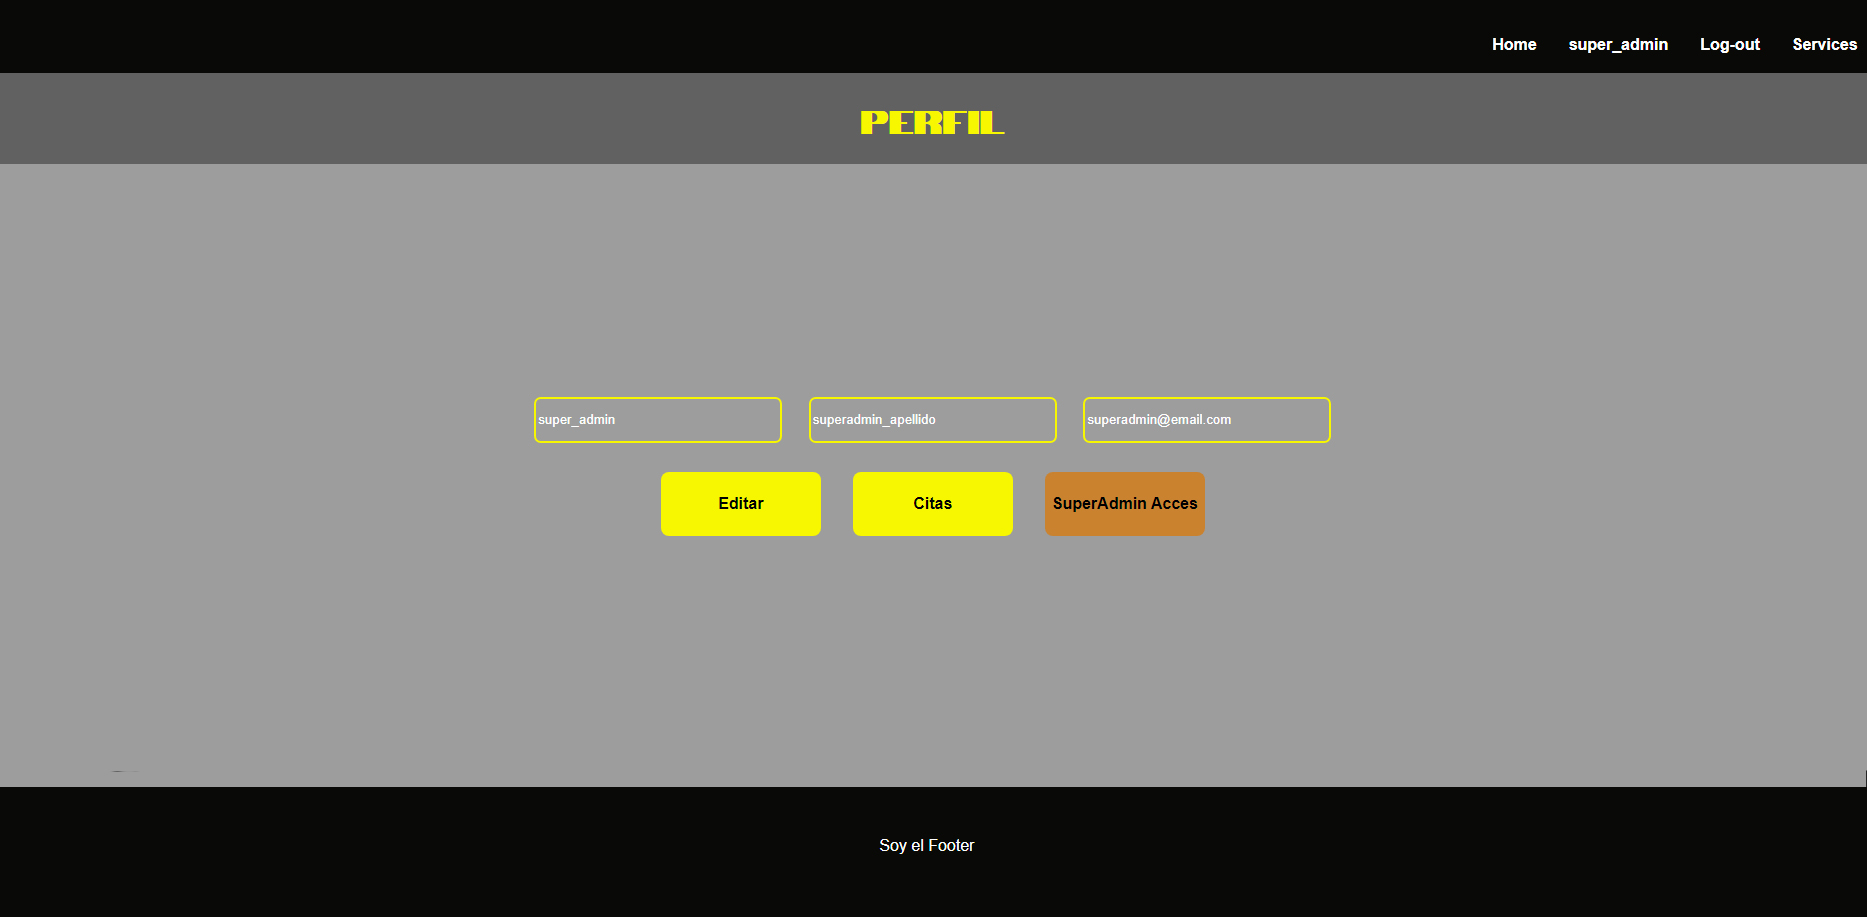 Home super_admin Log-out Services
PERFIL
super_admin superadmin_apellido superadmin@email.com
Editar Citas SuperAdmin Acces
Soy el Footer